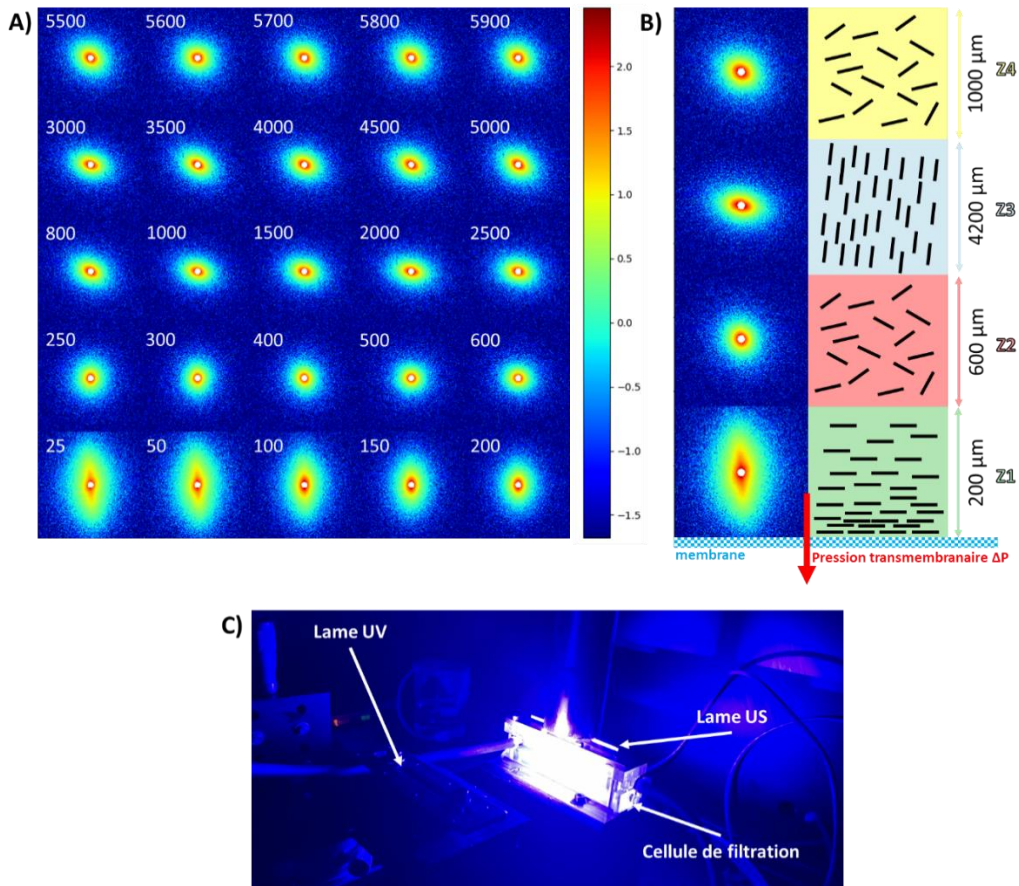 A)
5500 5600 5700 5800 5900
3000 3500 4000 4500 5000
800 1000 1500 2000 2500
250 300 400 500 600
25 50 100 150 200
2.0
1.5
1.0
0.5
0.0
−0.5
−1.0
−1.5
B)
1000 µm Z4
4200 µm Z3
600 µm Z2
200 µm Z1
membrane
Pression transmembranaire ΔP
C)
Lame UV
Lame US
Cellule de filtration